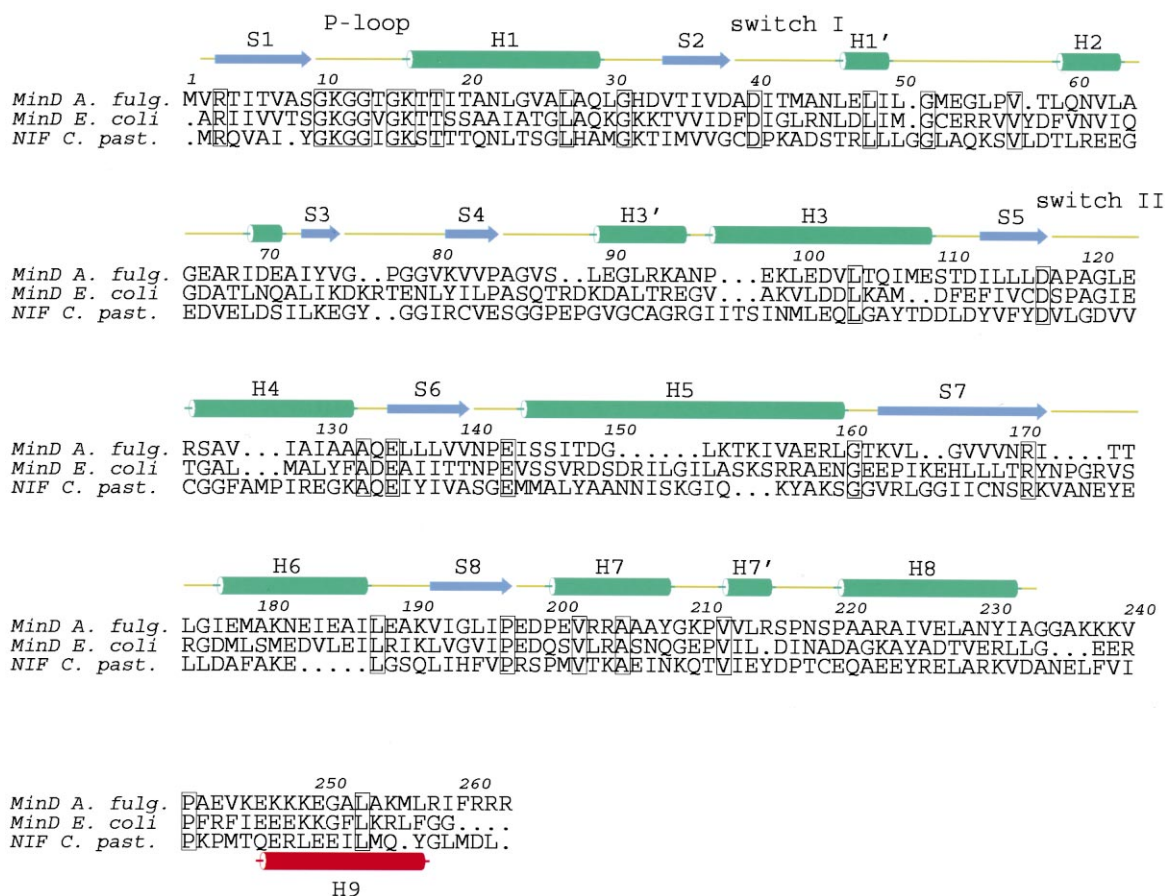 P-loop switch I
S1 H1 S2 H1' H2
1 10 20 30 40 50 60
MinD A. fulg. MVRTITVASGKGGTGKTTITANLGVALAQLGHDVTIVDADITMANLELIL.GMEGLPV.TLQNVLA
MinD E. coli .ARIIVVTSGKGGVGKTTSSAAIATGLAQKGKKTVVIDFDIGLRNLDLIM.GCERRVVYDFVNVIQ
NIF C. past. .MRQVAI.YGKGGIGKSTTTQNLTSGLHAMGKTIMVVGCDPKADSTRLLLGGLAQKSVLDTLREEG
switch II
S3 S4 H3' H3 S5
70 80 90 100 110 120
MinD A. fulg. GEARIDEAIYVG..PGGVKVVPAGVS..LEGLRKANP...EKLEDVLTQIMESTDILLLDAPAGLE
MinD E. coli GDATLNQALIKDKRTENLYILPASQTRDKDALTREGV...AKVLDDLKAM..DFEFIVCDSPAGIE
NIF C. past. EDVELDSILKEGY..GGIRCVESGGPEPGVGCAGRGIITSINMLEQLGAYTDDLDYVFYDVLGDVV
H4 S6 H5 S7
130 140 150 160 170
MinD A. fulg. RSAV...IAIAAAQELLLVVNPEISSITDG......LKTKIVAERLGTKVL..GVVVNRI...TT
MinD E. coli TGAL...MALYFADEAIITTNPEVSSVRDSDRILGILASKSRRAENGEEPIKEHLLLTRYNPGRVS
NIF C. past. CGGFAMPIREGKAQEIYIVASGEMMALYAANNISKGIQ...KYAKSGGVRLGGIICNSRKVANEYE
H6 S8 H7 H7' H8
180 190 200 210 220 230 240
MinD A. fulg. LGIEMAKNEIEAILEAKVIGLIPEDPEVRRAAAYGKPVVLRSPNSPAARAIVELANYIAGGAKKKV
MinD E. coli RGDMLSMEDVLEILRIKLVGVIPEDQSVLRASNQGEPVIL.DINADAGKAYADTVERLLG...EER
NIF C. past. LLDAFAKE.....LGSQLIHFVPRSPMVTKAEINKQTVIEYDPTCEQAEEYRELARKVDANELFVI
250 260
MinD A. fulg. PAEVKEKKKEGALAKMLRIFRRR
MinD E. coli PFRFIEEEKKGFLKRLFGG....
NIF C. past. PKPMTQERLEEILMQ.YGLMDL.
H9